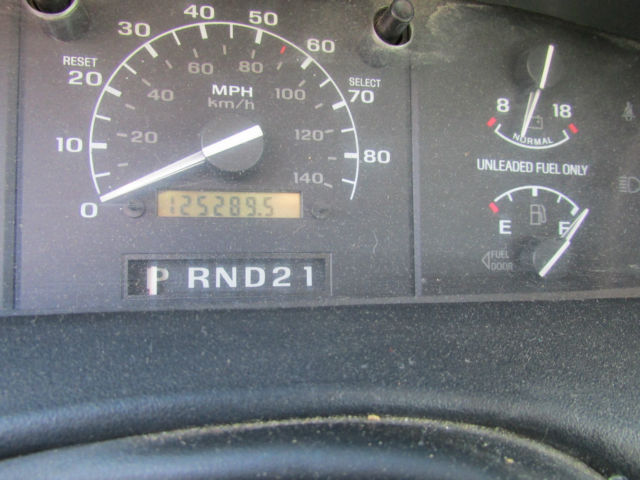 RESET
SELECT
0 10 20 30 40 50 60 70 80
20 40 60 80 100 120 140
MPH
km/h
125289.5
P RND21
8 18
NORMAL
UNLEADED FUEL ONLY
E F
FUEL
DOOR